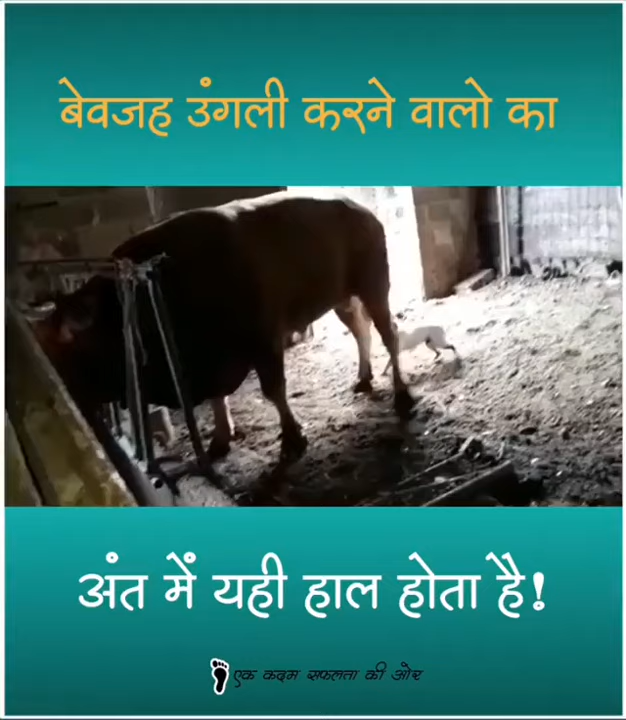 बेवजह उंगली करने वालो का
अंत में यही हाल होता है!
एक कदम सफलता की ओर